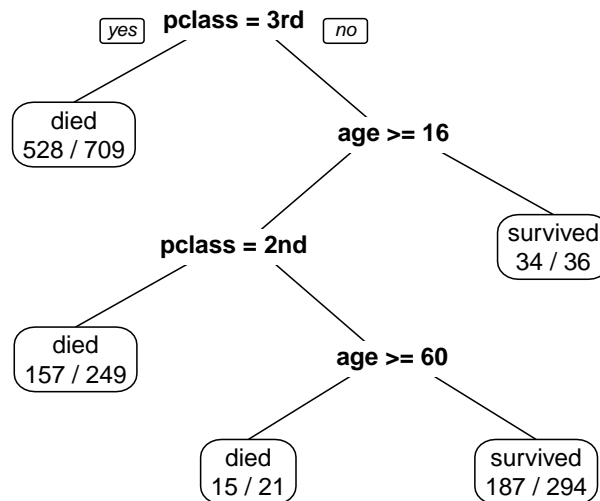 pclass = 3rd
yes
no
died
528 / 709
age >= 16
pclass = 2nd
survived
34 / 36
died
157 / 249
age >= 60
died
15 / 21
survived
187 / 294